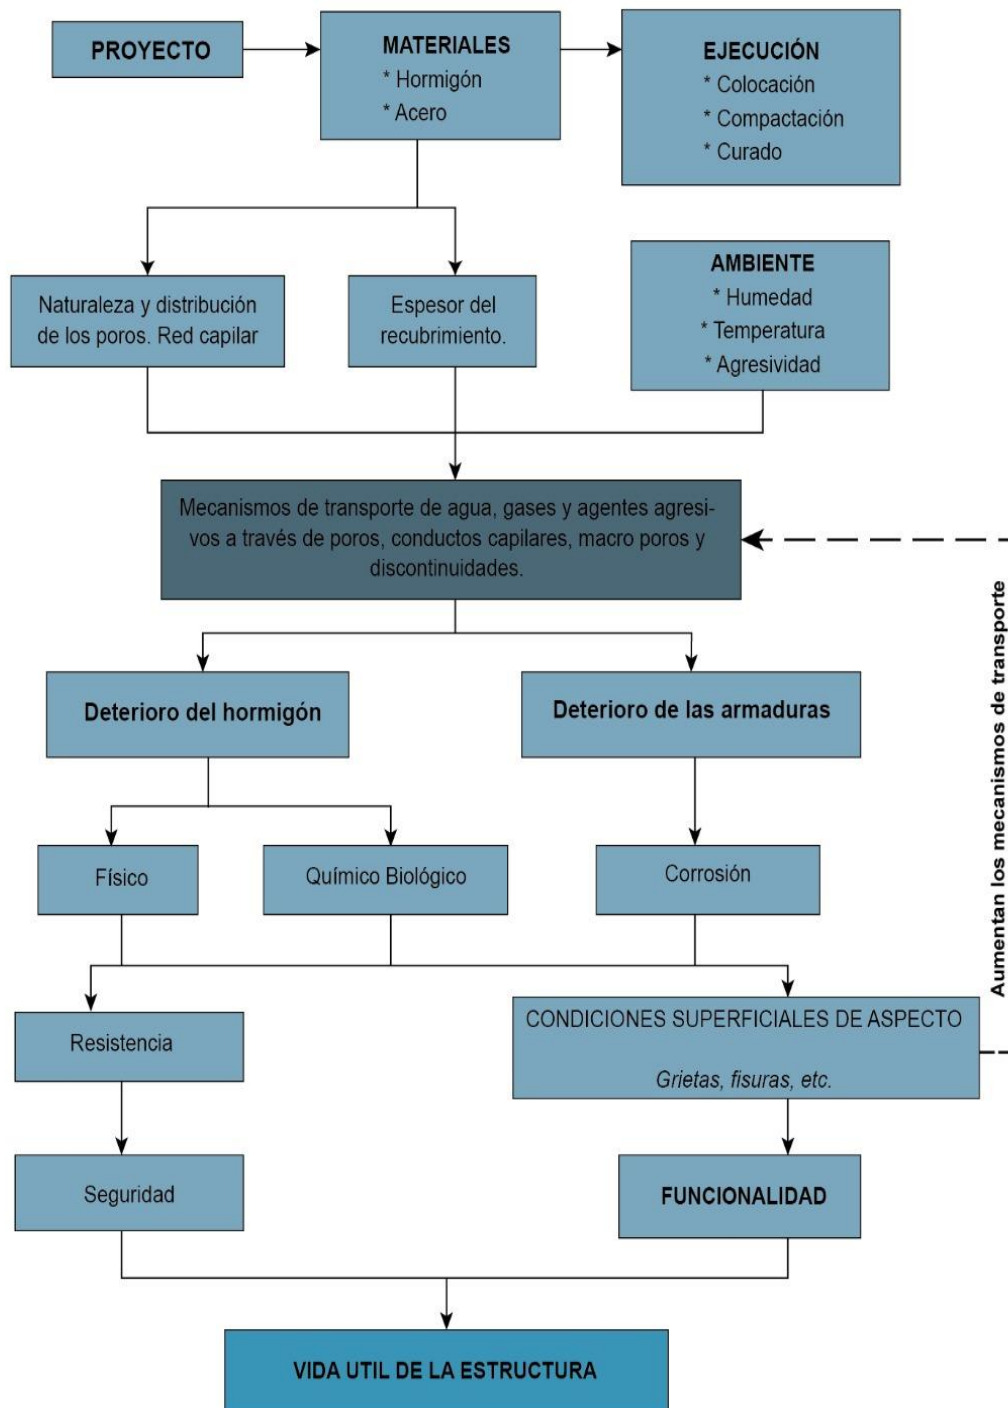 PROYECTO
MATERIALES
* Hormigón
* Acero
EJECUCIÓN
* Colocación
* Compactación
* Curado
Naturaleza y distribución
de los poros. Red capilar
Espesor del
recubrimiento.
AMBIENTE
* Humedad
* Temperatura
* Agresividad
Mecanismos de transporte de agua, gases y agentes agresi-
vos a través de poros, conductos capilares, macro poros y
discontinuidades.
Aumentan los mecanismos de transporte
Deterioro del hormigón
Deterioro de las armaduras
Físico
Químico Biológico
Corrosión
Resistencia
CONDICIONES SUPERFICIALES DE ASPECTO
Grietas, fisuras, etc.
Seguridad
FUNCIONALIDAD
VIDA UTIL DE LA ESTRUCTURA